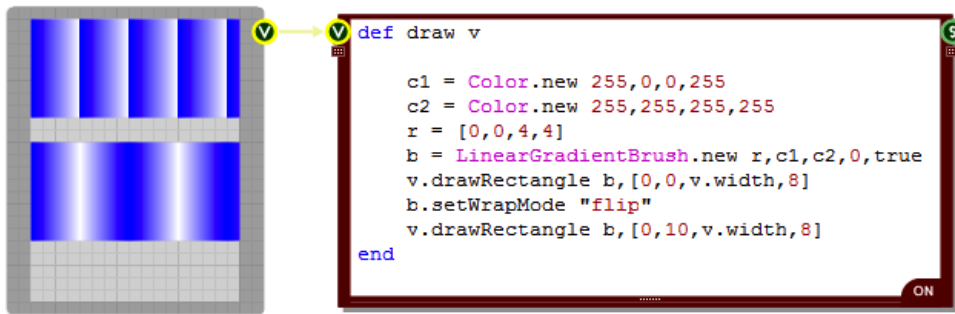 V
V def draw v
S
c1 = Color.new 255,0,0,255
c2 = Color.new 255,255,255,255
r = [0,0,4,4]
b = LinearGradientBrush.new r,c1,c2,0,true
v.drawRectangle b,[0,0,v.width,8]
b.setWrapMode "flip"
v.drawRectangle b,[0,10,v.width,8]
end
ON